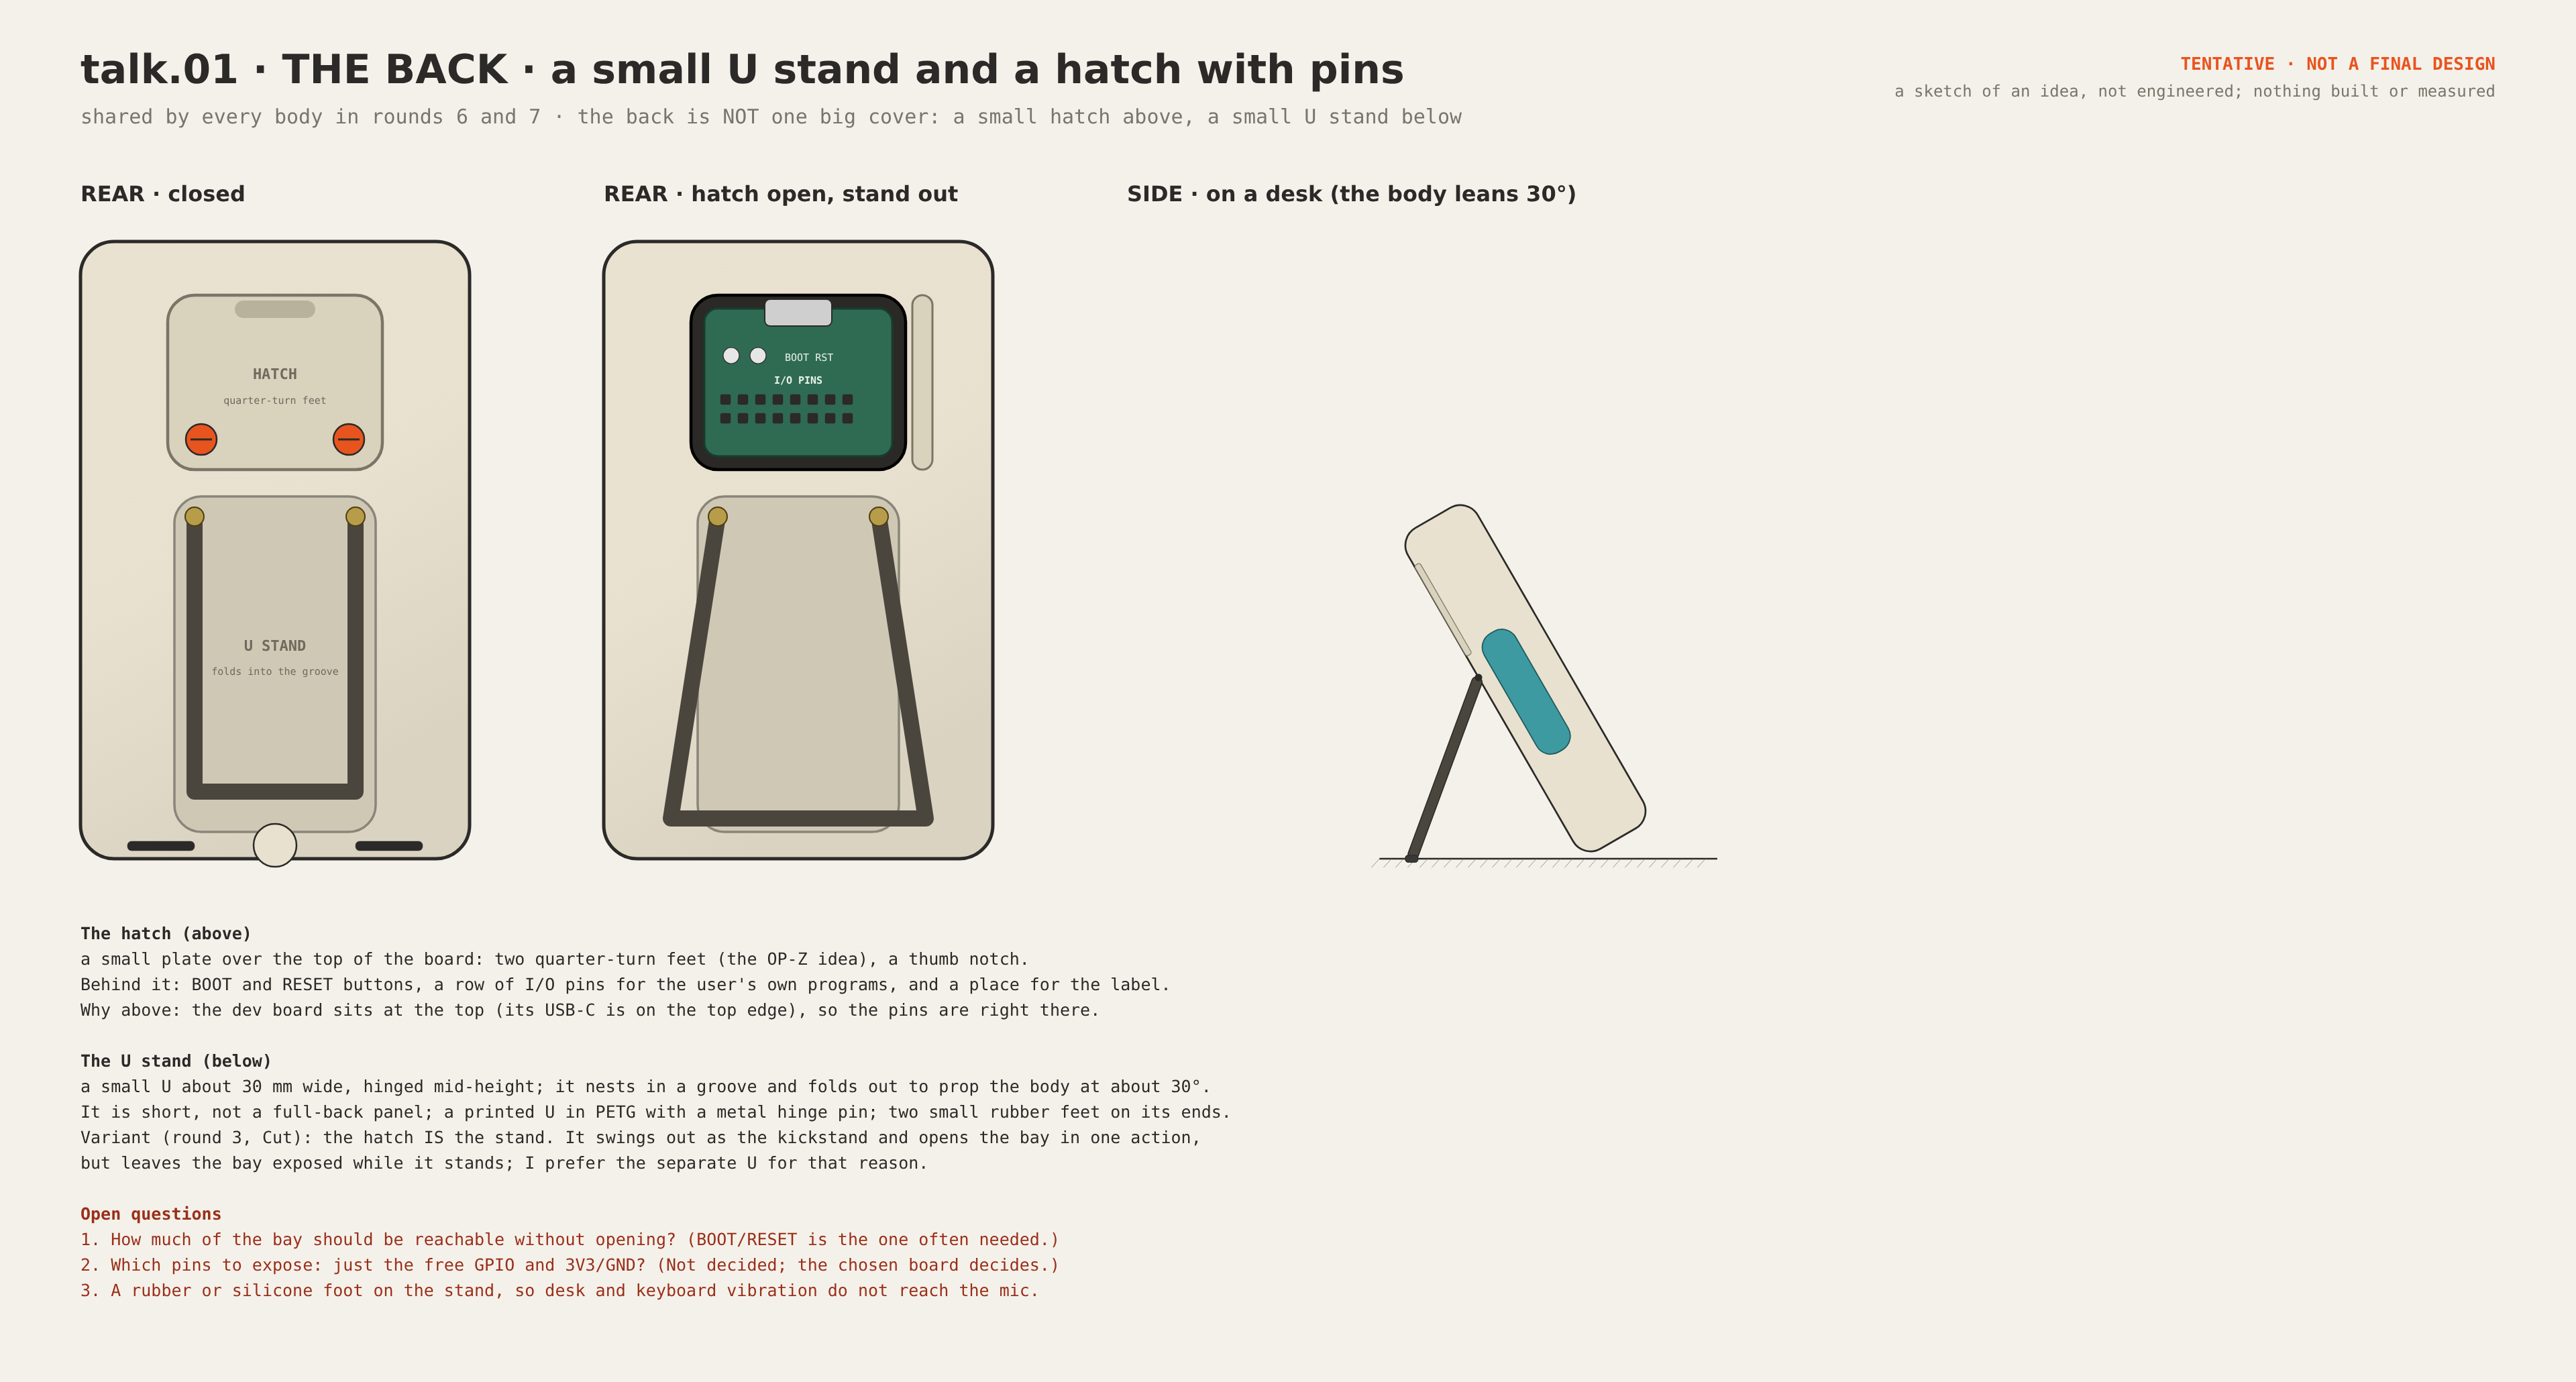 talk.01 · THE BACK · a small U stand and a hatch with pins
TENTATIVE · NOT A FINAL DESIGN
a sketch of an idea, not engineered; nothing built or measured
shared by every body in rounds 6 and 7 · the back is NOT one big cover: a small hatch above, a small U stand below
REAR · closed
REAR · hatch open, stand out
SIDE · on a desk (the body leans 30°)
HATCH
quarter-turn feet
U STAND
folds into the groove
BOOT RST
I/O PINS
The hatch (above)
a small plate over the top of the board: two quarter-turn feet (the OP-Z idea), a thumb notch.
Behind it: BOOT and RESET buttons, a row of I/O pins for the user's own programs, and a place for the label.
Why above: the dev board sits at the top (its USB-C is on the top edge), so the pins are right there.
The U stand (below)
a small U about 30 mm wide, hinged mid-height; it nests in a groove and folds out to prop the body at about 30°.
It is short, not a full-back panel; a printed U in PETG with a metal hinge pin; two small rubber feet on its ends.
Variant (round 3, Cut): the hatch IS the stand. It swings out as the kickstand and opens the bay in one action,
but leaves the bay exposed while it stands; I prefer the separate U for that reason.
Open questions
1. How much of the bay should be reachable without opening? (BOOT/RESET is the one often needed.)
2. Which pins to expose: just the free GPIO and 3V3/GND? (Not decided; the chosen board decides.)
3. A rubber or silicone foot on the stand, so desk and keyboard vibration do not reach the mic.